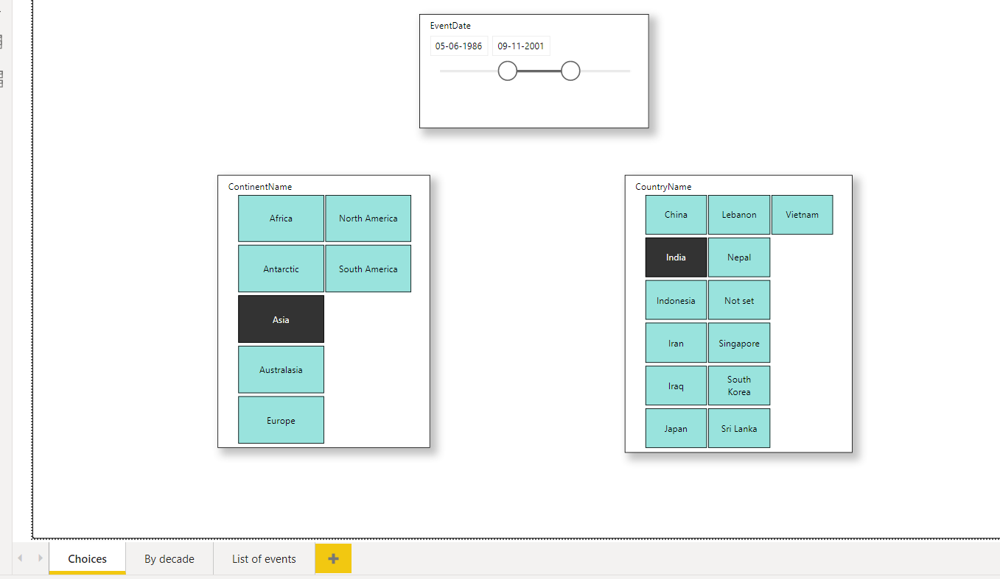 EventDate
05-06-1986 09-11-2001
ContinentName
Africa North America
Antarctic South America
Asia
Australasia
Europe
CountryName
China Lebanon Vietnam
India Nepal
Indonesia Not set
Iran Singapore
Iraq South
Korea
Japan Sri Lanka
Choices By decade List of events